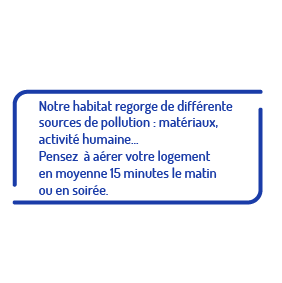 Notre habitat regorge de différente
sources de pollution : matériaux,
activité humaine...
Pensez à aérer votre logement
en moyenne 15 minutes le matin
ou en soirée.